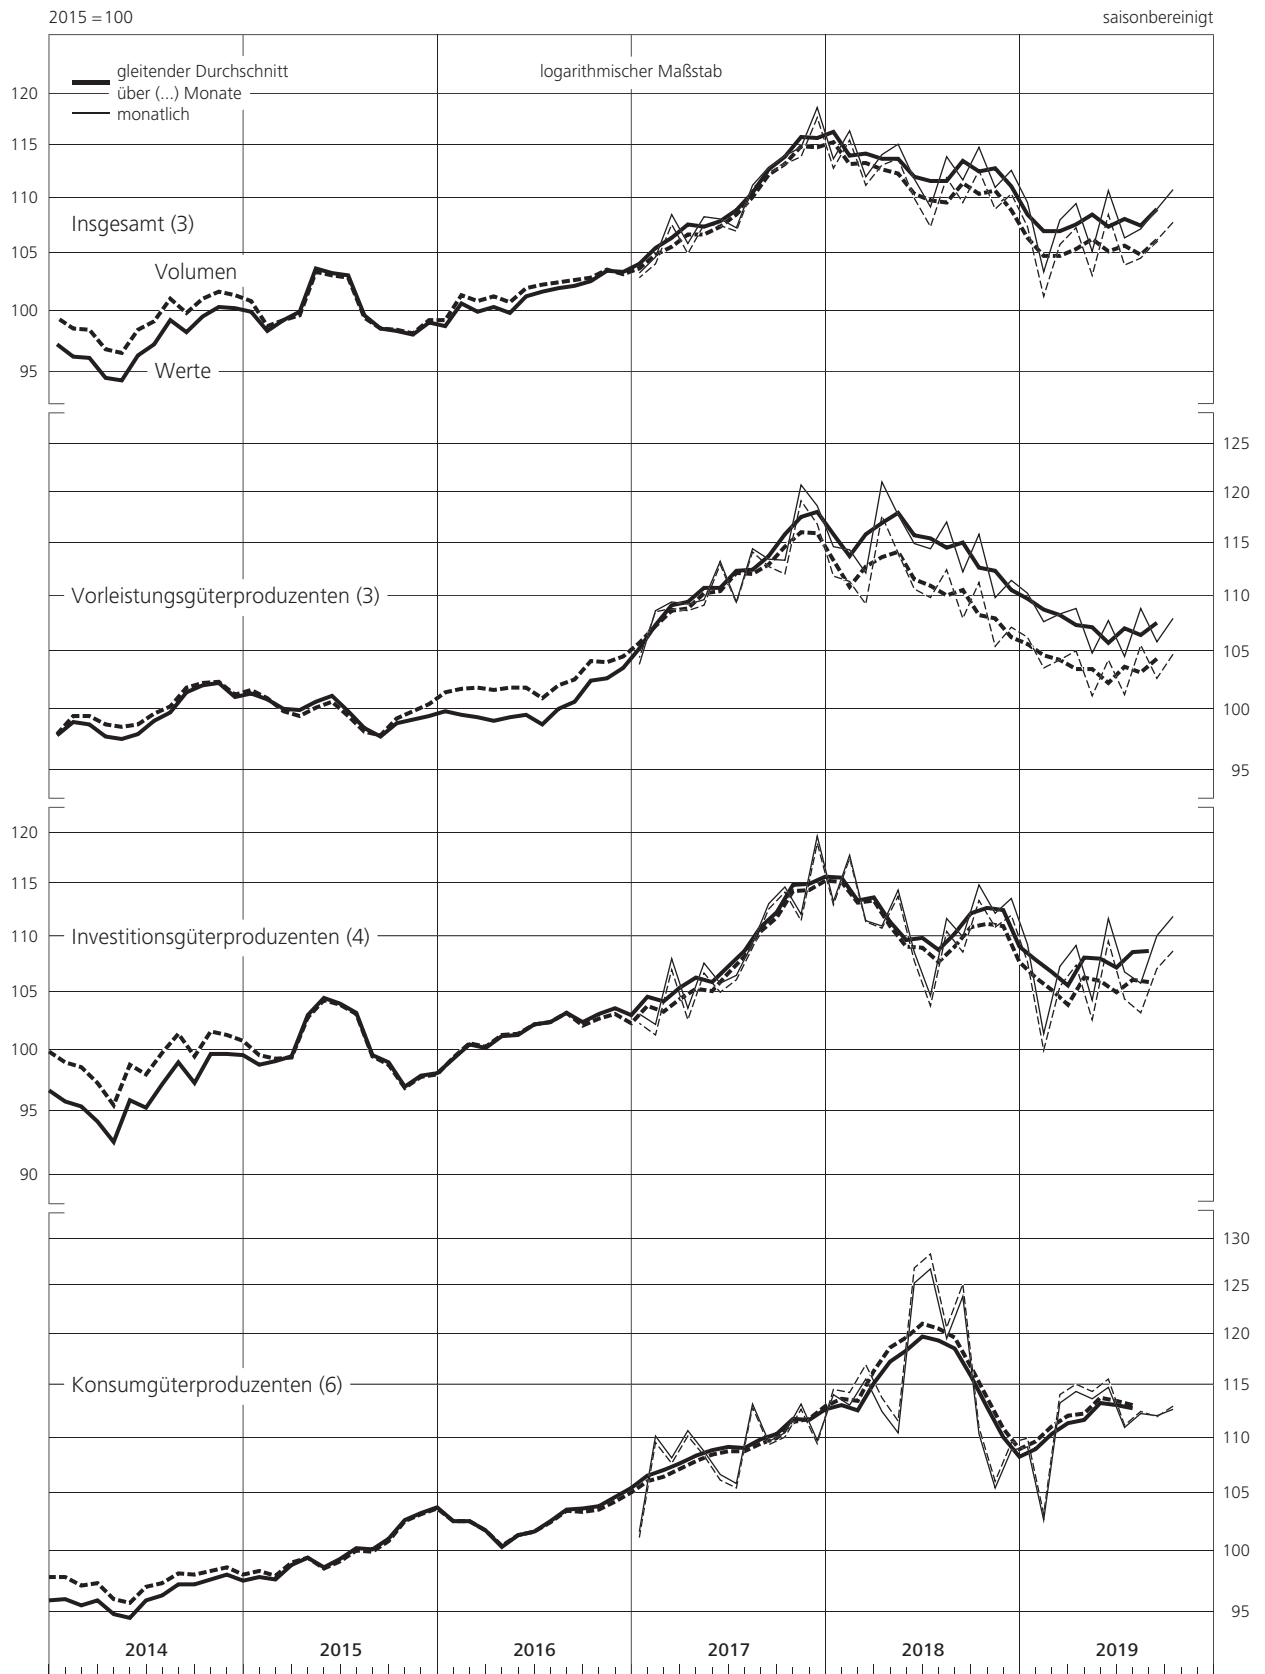 2015 = 100
saisonbereinigt
gleitender Durchschnitt
über (...) Monate
monatlich
logarithmischer Maßstab
120
115
110
105
100
95
Insgesamt (3)
Volumen
Werte
125
120
115
110
105
100
95
Vorleistungsgüterproduzenten (3)
120
115
110
105
100
95
90
Investitionsgüterproduzenten (4)
130
125
120
115
110
105
100
95
Konsumgüterproduzenten (6)
2014 2015 2016 2017 2018 2019